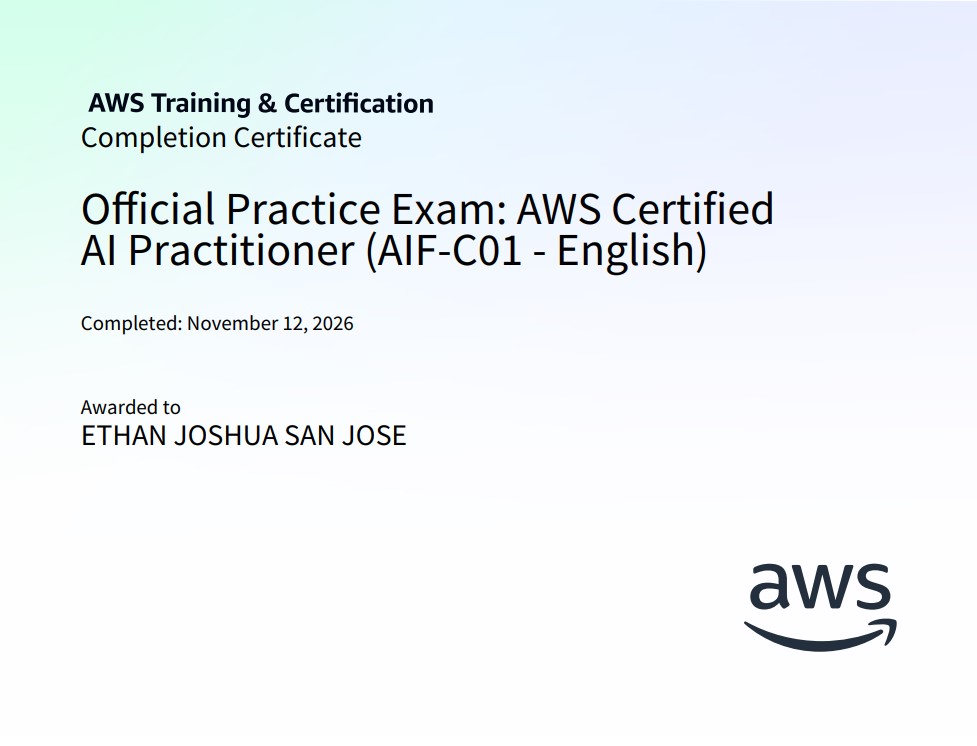 AWS Training & Certification
Completion Certificate
Official Practice Exam: AWS Certified
AI Practitioner (AIF-C01 - English)
Completed: November 12, 2026
Awarded to
ETHAN JOSHUA SAN JOSE
aws